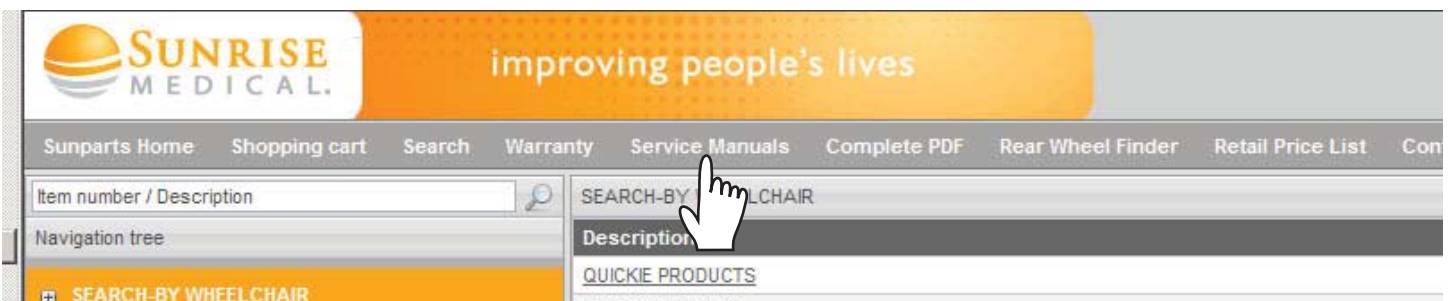 SUNRISE
MEDICAL.
improving people's lives
Sunparts Home Shopping cart Search Warranty Service Manuals Complete PDF Rear Wheel Finder Retail Price List
Item number / Description
SEARCH-BY
Navigation tree
Description
SEARCH-BY WHEELCHAIR
QUICKIE PRODUCTS